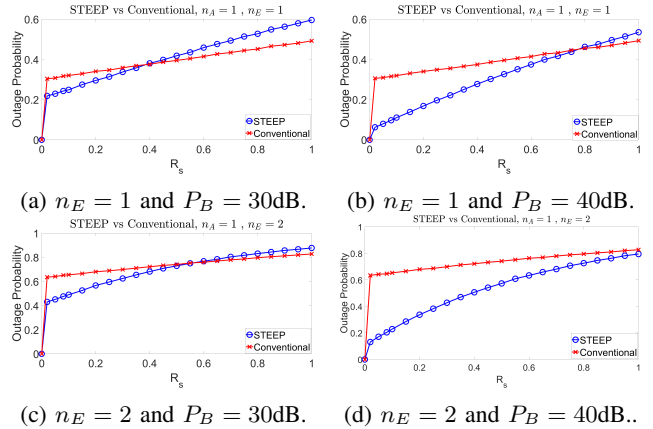 STEEP vs Conventional, n_A = 1 , n_E = 1
Outage Probability
0.6
0.4
0.2
0
0 0.2 0.4 0.6 0.8 1
R_s
STEEP
Conventional
(a) n_E = 1 and P_B = 30dB.
STEEP vs Conventional, n_A = 1 , n_E = 1
Outage Probability
0.6
0.4
0.2
0
0 0.2 0.4 0.6 0.8 1
R_s
STEEP
Conventional
(b) n_E = 1 and P_B = 40dB.
STEEP vs Conventional, n_A = 1 , n_E = 2
Outage Probability
1
0.8
0.6
0.4
0.2
0
0 0.2 0.4 0.6 0.8 1
R_s
STEEP
Conventional
(c) n_E = 2 and P_B = 30dB.
STEEP vs Conventional, n_A = 1 , n_E = 2
Outage Probability
1
0.8
0.6
0.4
0.2
0
0 0.2 0.4 0.6 0.8 1
R_s
STEEP
Conventional
(d) n_E = 2 and P_B = 40dB..